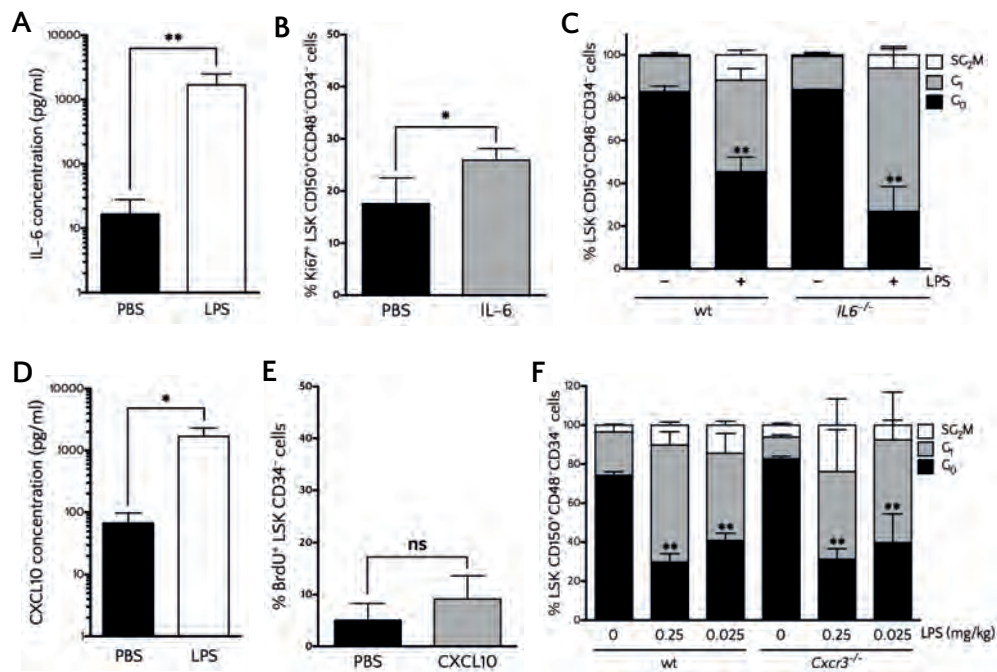 A
IL-6 concentration (pg/ml)
10000
1000
100
10
1
**
PBS
LPS
B
% Ki67⁺ LSK CD150⁺CCD48⁻CD34⁻ cells
50
40
30
20
10
0
*
PBS
IL-6
C
% LSK CD150⁺CD48⁻CD34⁻ cells
100
80
60
40
20
0
**
**
SG₂M
G₁
G₀
–
+
–
+
LPS
wt
IL6⁻/⁻
D
CXCL10 concentration (pg/ml)
10000
1000
100
10
1
*
PBS
LPS
E
% BrdU⁺ LSK CD34⁻ cells
50
40
30
20
10
0
ns
PBS
CXCL10
F
% LSK CD150⁺CD48⁻CD34⁻ cells
120
100
80
60
40
20
0
**
**
**
**
SG₂M
G₁
G₀
0
0.25
0.025
0
0.25
0.025
LPS (mg/kg)
wt
Cxcr3⁻/⁻